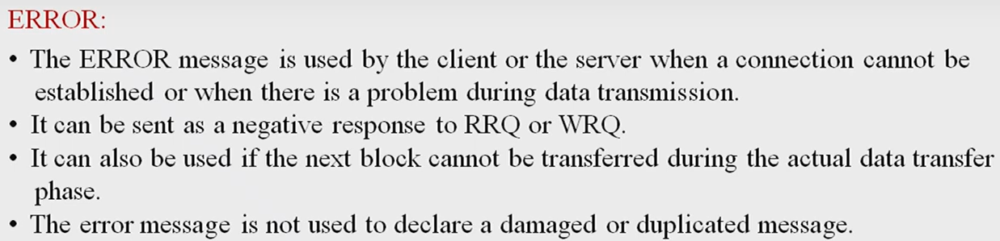 ERROR:
• The ERROR message is used by the client or the server when a connection cannot be
established or when there is a problem during data transmission.
• It can be sent as a negative response to RRQ or WRQ.
• It can also be used if the next block cannot be transferred during the actual data transfer
phase.
• The error message is not used to declare a damaged or duplicated message.